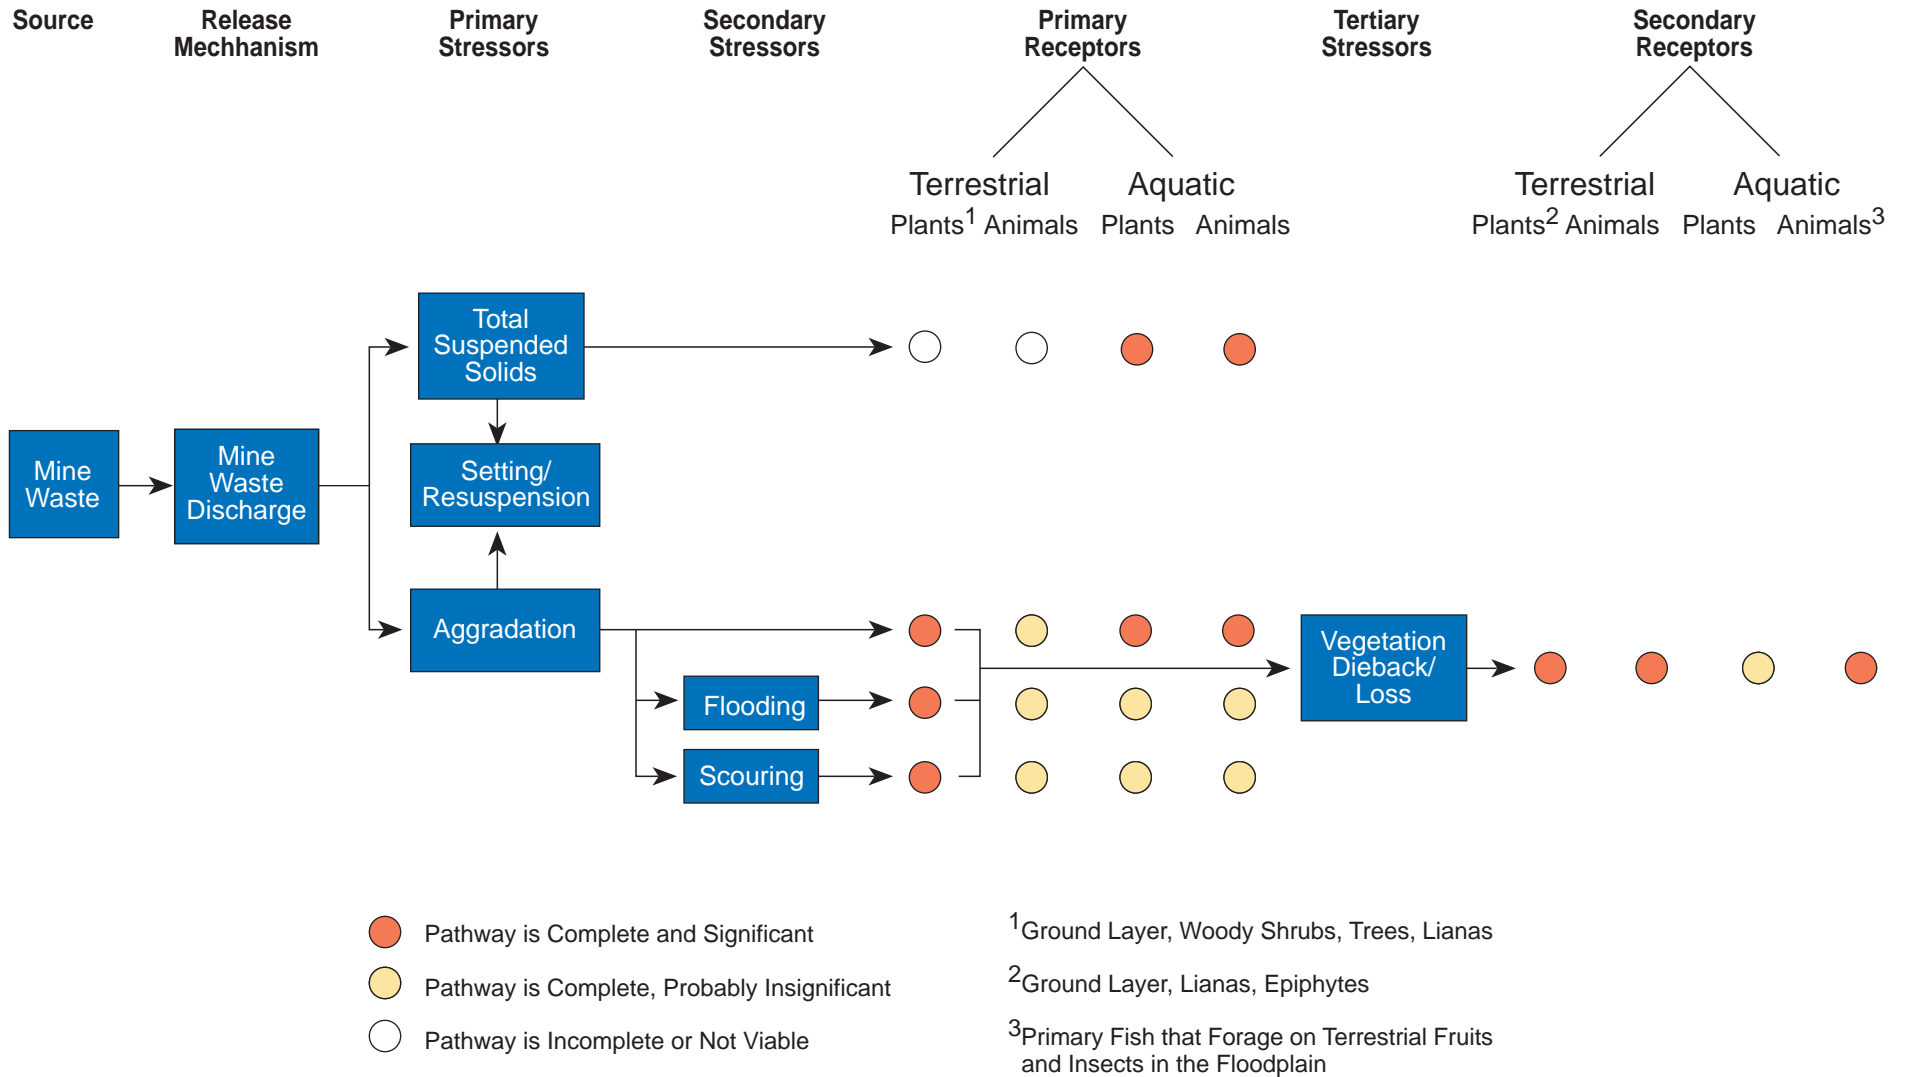 Source
Release
Mechhanism
Primary
Stressors
Secondary
Stressors
Primary
Receptors
Tertiary
Stressors
Secondary
Receptors
Terrestrial
Aquatic
Plants1 Animals
Plants Animals
Terrestrial
Aquatic
Plants2 Animals
Plants Animals3
Total
Suspended
Solids
Mine
Waste
Mine
Waste
Discharge
Setting/
Resuspension
Aggradation
Flooding
Scouring
Vegetation
Dieback/
Loss
Pathway is Complete and Significant
Pathway is Complete, Probably Insignificant
Pathway is Incomplete or Not Viable
1Ground Layer, Woody Shrubs, Trees, Lianas
2Ground Layer, Lianas, Epiphytes
3Primary Fish that Forage on Terrestrial Fruits
and Insects in the Floodplain